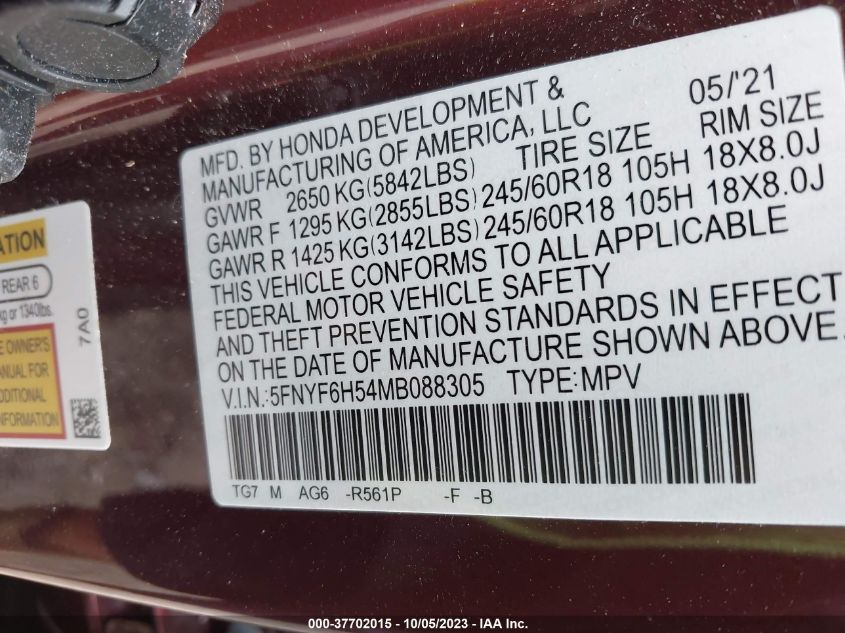 MFD. BY HONDA DEVELOPMENT & 05/'21
MANUFACTURING OF AMERICA, LLC
TIRE SIZE RIM SIZE
GVWR 2650 KG(5842LBS)
GAWR F 1295 KG(2855LBS) 245/60R18 105H 18X8.0J
GAWR R 1425 KG(3142LBS) 245/60R18 105H 18X8.0J
THIS VEHICLE CONFORMS TO ALL APPLICABLE
FEDERAL MOTOR VEHICLE SAFETY
AND THEFT PREVENTION STANDARDS IN EFFECT
ON THE DATE OF MANUFACTURE SHOWN ABOVE.
V.I.N.:5FNYF6H54MB088305 TYPE:MPV
TG7 M AG6 -R561P -F -B
REAR 6
or 1340lbs.
OWNER'S
FOR
7A0
000-37702015 - 10/05/2023 - IAA Inc.